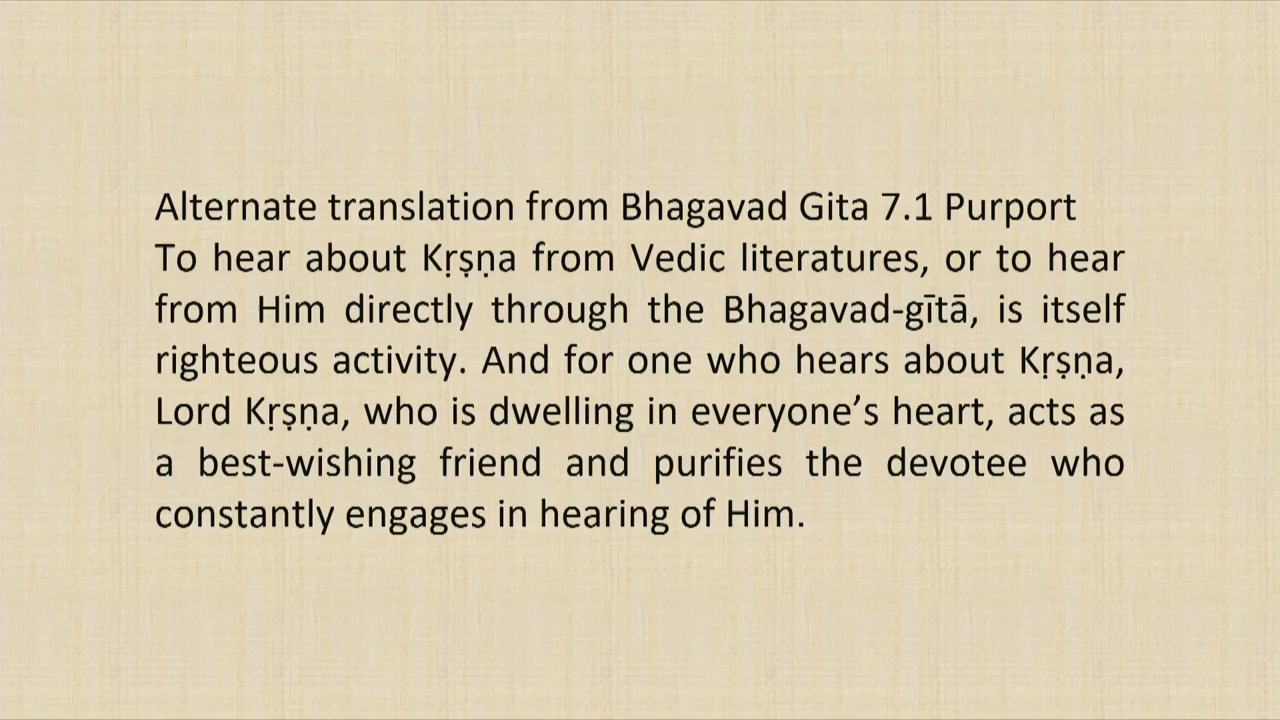 Alternate translation from Bhagavad Gita 7.1 Purport
To hear about Kṛṣṇa from Vedic literatures, or to hear
from Him directly through the Bhagavad-gītā, is itself
righteous activity. And for one who hears about Kṛṣṇa,
Lord Kṛṣṇa, who is dwelling in everyone’s heart, acts as
a best-wishing friend and purifies the devotee who
constantly engages in hearing of Him.